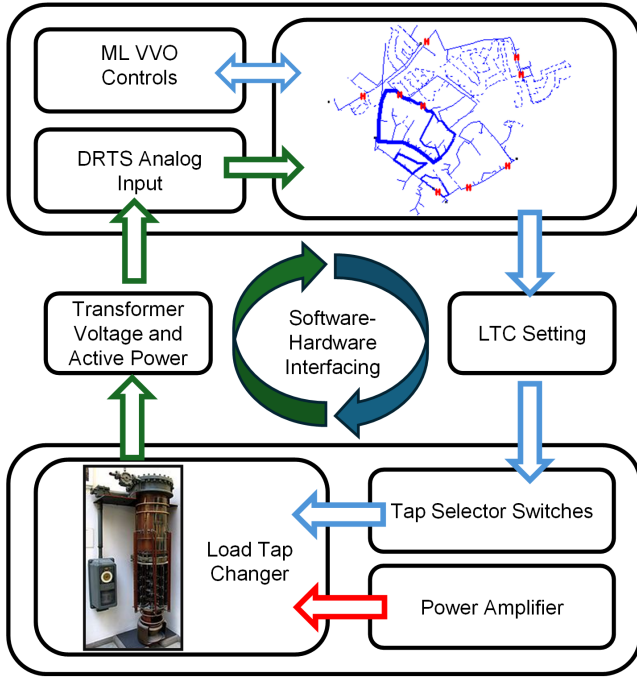 ML VVO
Controls
DRTS Analog
Input
H
H
H
H
H
H
H
H
H
Transformer
Voltage and
Active Power
Software-
Hardware
Interfacing
LTC Setting
Load Tap
Changer
Tap Selector Switches
Power Amplifier